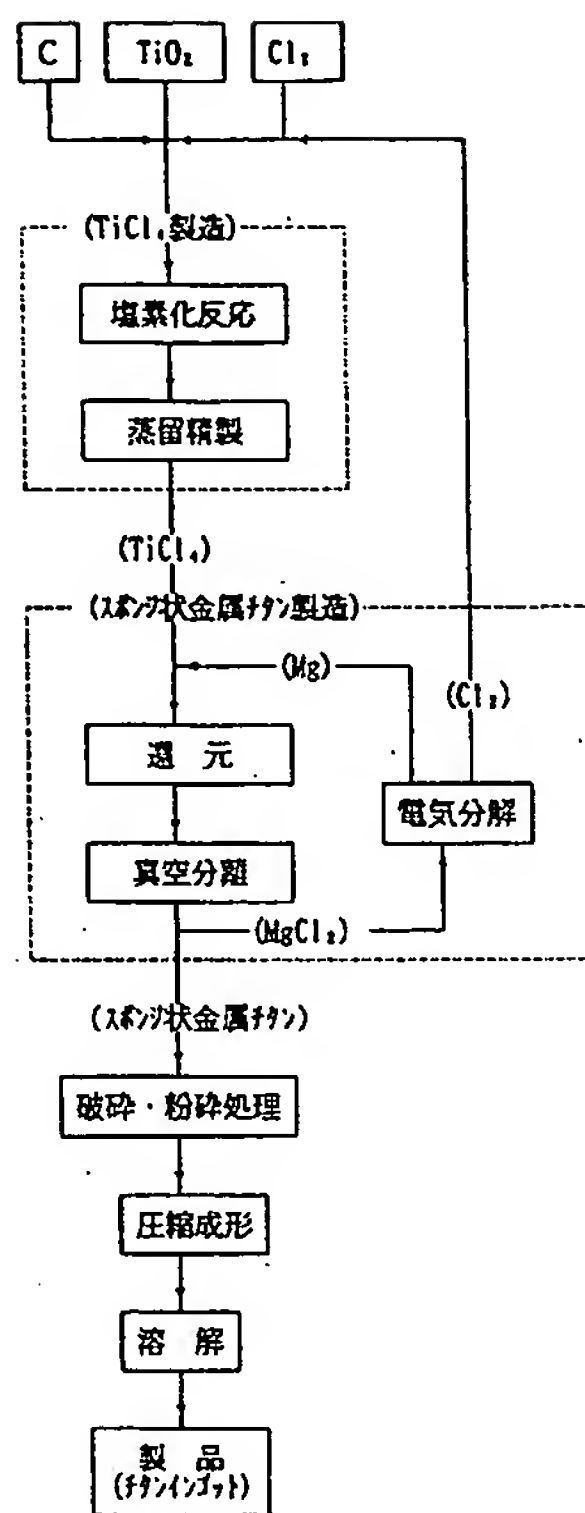 C
TiO₂
Cl₂
(TiCl₄製造)
塩素化反応
蒸留精製
(TiCl₄)
(ｽﾎﾟﾝｼﾞ状金属ﾁﾀﾝ製造)
(Mg)
(Cl₂)
還 元
電気分解
真空分離
(MgCl₂)
(ｽﾎﾟﾝｼﾞ状金属ﾁﾀﾝ)
破砕・粉砕処理
圧縮成形
溶 解
製 品
(ﾁﾀﾝｲﾝｺﾞｯﾄ)